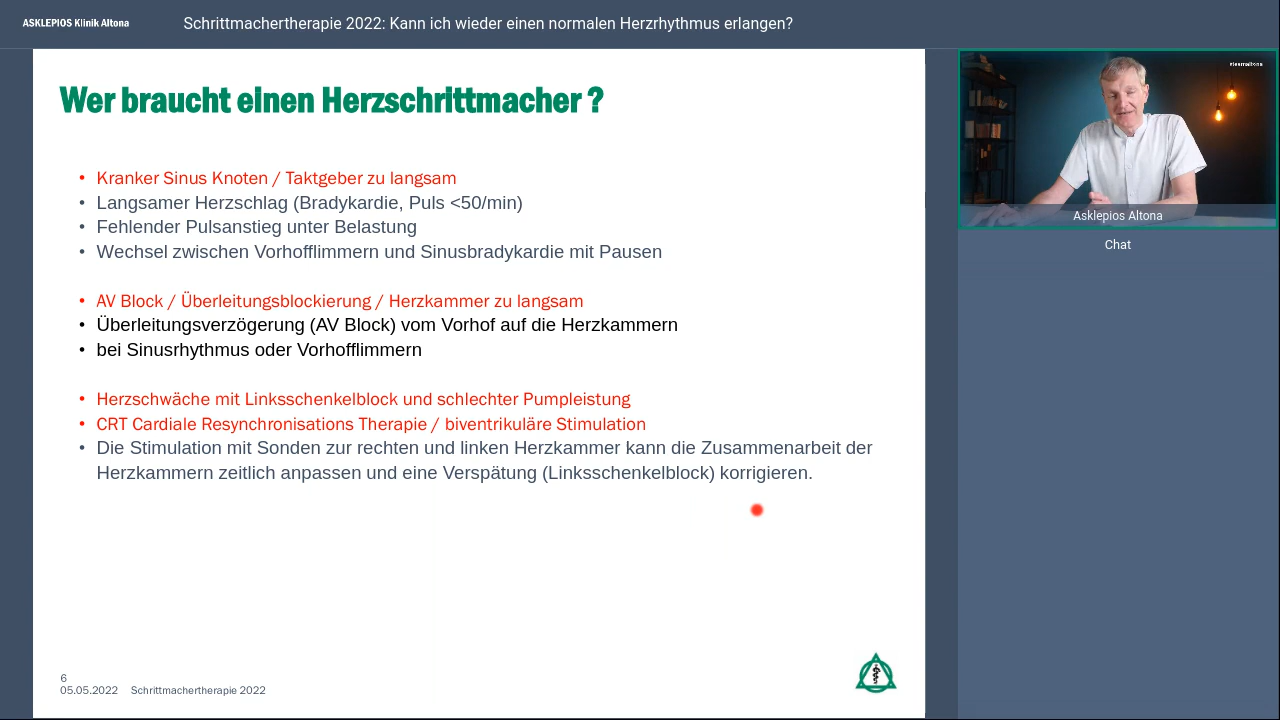 ASKLEPIOS Klinik Altona
Schrittmachertherapie 2022: Kann ich wieder einen normalen Herzrhythmus erlangen?
Wer braucht einen Herzschrittmacher ?
• Kranker Sinus Knoten / Taktgeber zu langsam
• Langsamer Herzschlag (Bradykardie, Puls <50/min)
• Fehlender Pulsanstieg unter Belastung
• Wechsel zwischen Vorhofflimmern und Sinusbradykardie mit Pausen
• AV Block / Überleitungsblockierung / Herzkammer zu langsam
• Überleitungsverzögerung (AV Block) vom Vorhof auf die Herzkammern
• bei Sinusrhythmus oder Vorhofflimmern
• Herzschwäche mit Linksschenkelblock und schlechter Pumpleistung
• CRT Cardiale Resynchronisations Therapie / biventrikuläre Stimulation
• Die Stimulation mit Sonden zur rechten und linken Herzkammer kann die Zusammenarbeit der
Herzkammern zeitlich anpassen und eine Verspätung (Linksschenkelblock) korrigieren.
6
05.05.2022 Schrittmachertherapie 2022
#teamaltona
Asklepios Altona
Chat